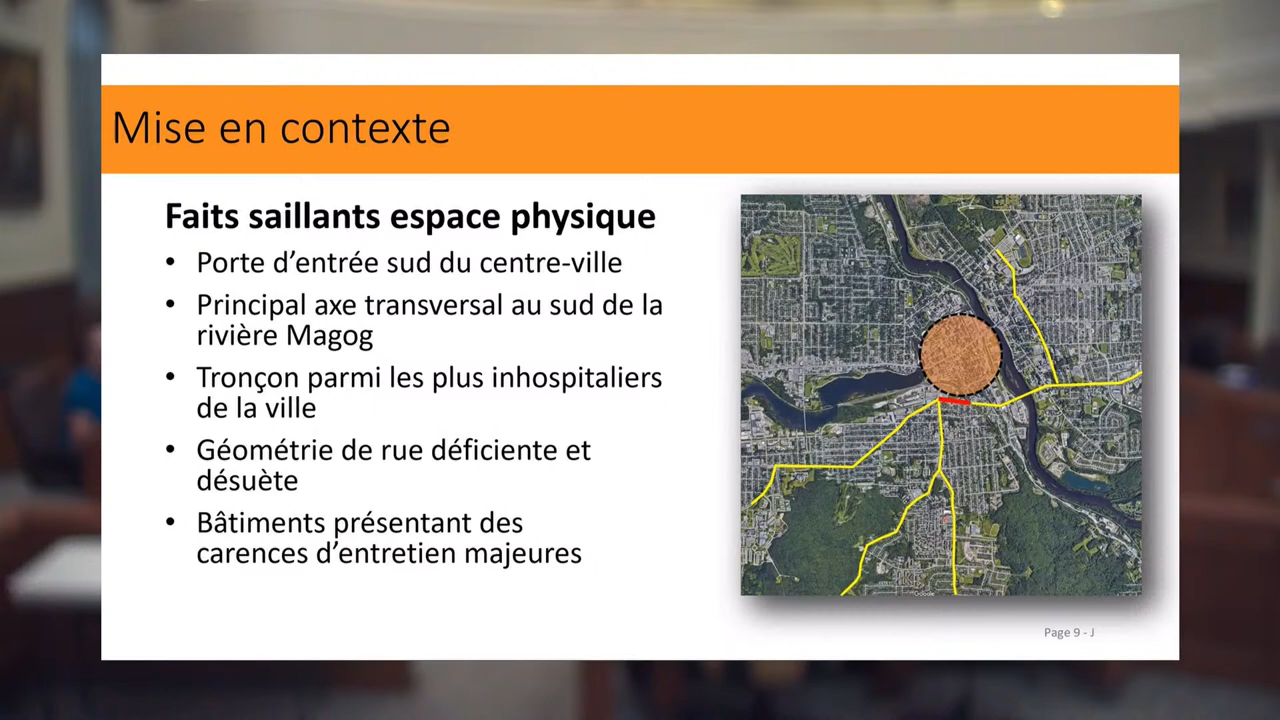 Mise en contexte
Faits saillants espace physique
• Porte d’entrée sud du centre-ville
• Principal axe transversal au sud de la
rivière Magog
• Tronçon parmi les plus inhospitaliers
de la ville
• Géométrie de rue déficiente et
désuète
• Bâtiments présentant des
carences d’entretien majeures
Google
Page 9 - J